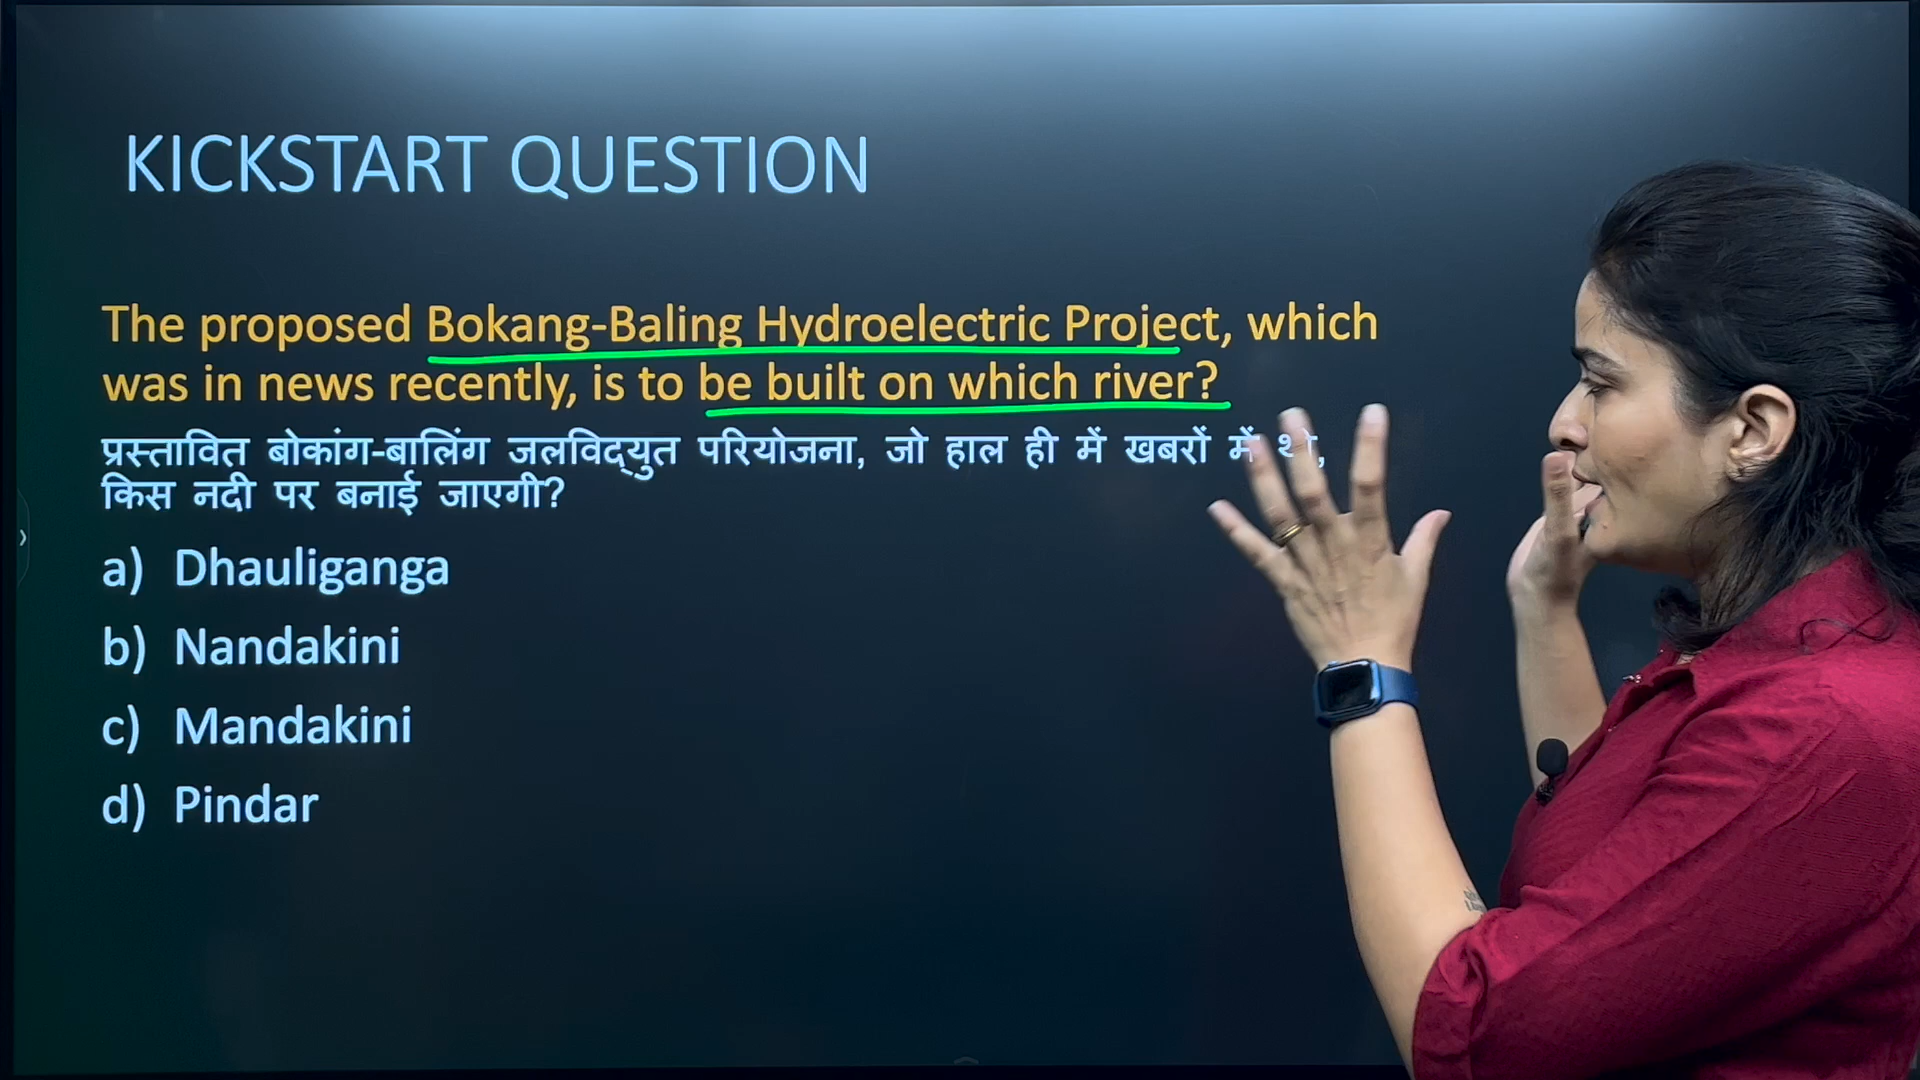 KICKSTART QUESTION
The proposed Bokang-Baling Hydroelectric Project, which
was in news recently, is to be built on which river?
प्रस्तावित बोकांग-बालिंग जलविद्युत परियोजना, जो हाल ही में खबरों में
किस नदी पर बनाई जाएगी?
a) Dhauliganga
b) Nandakini
c) Mandakini
d) Pindar